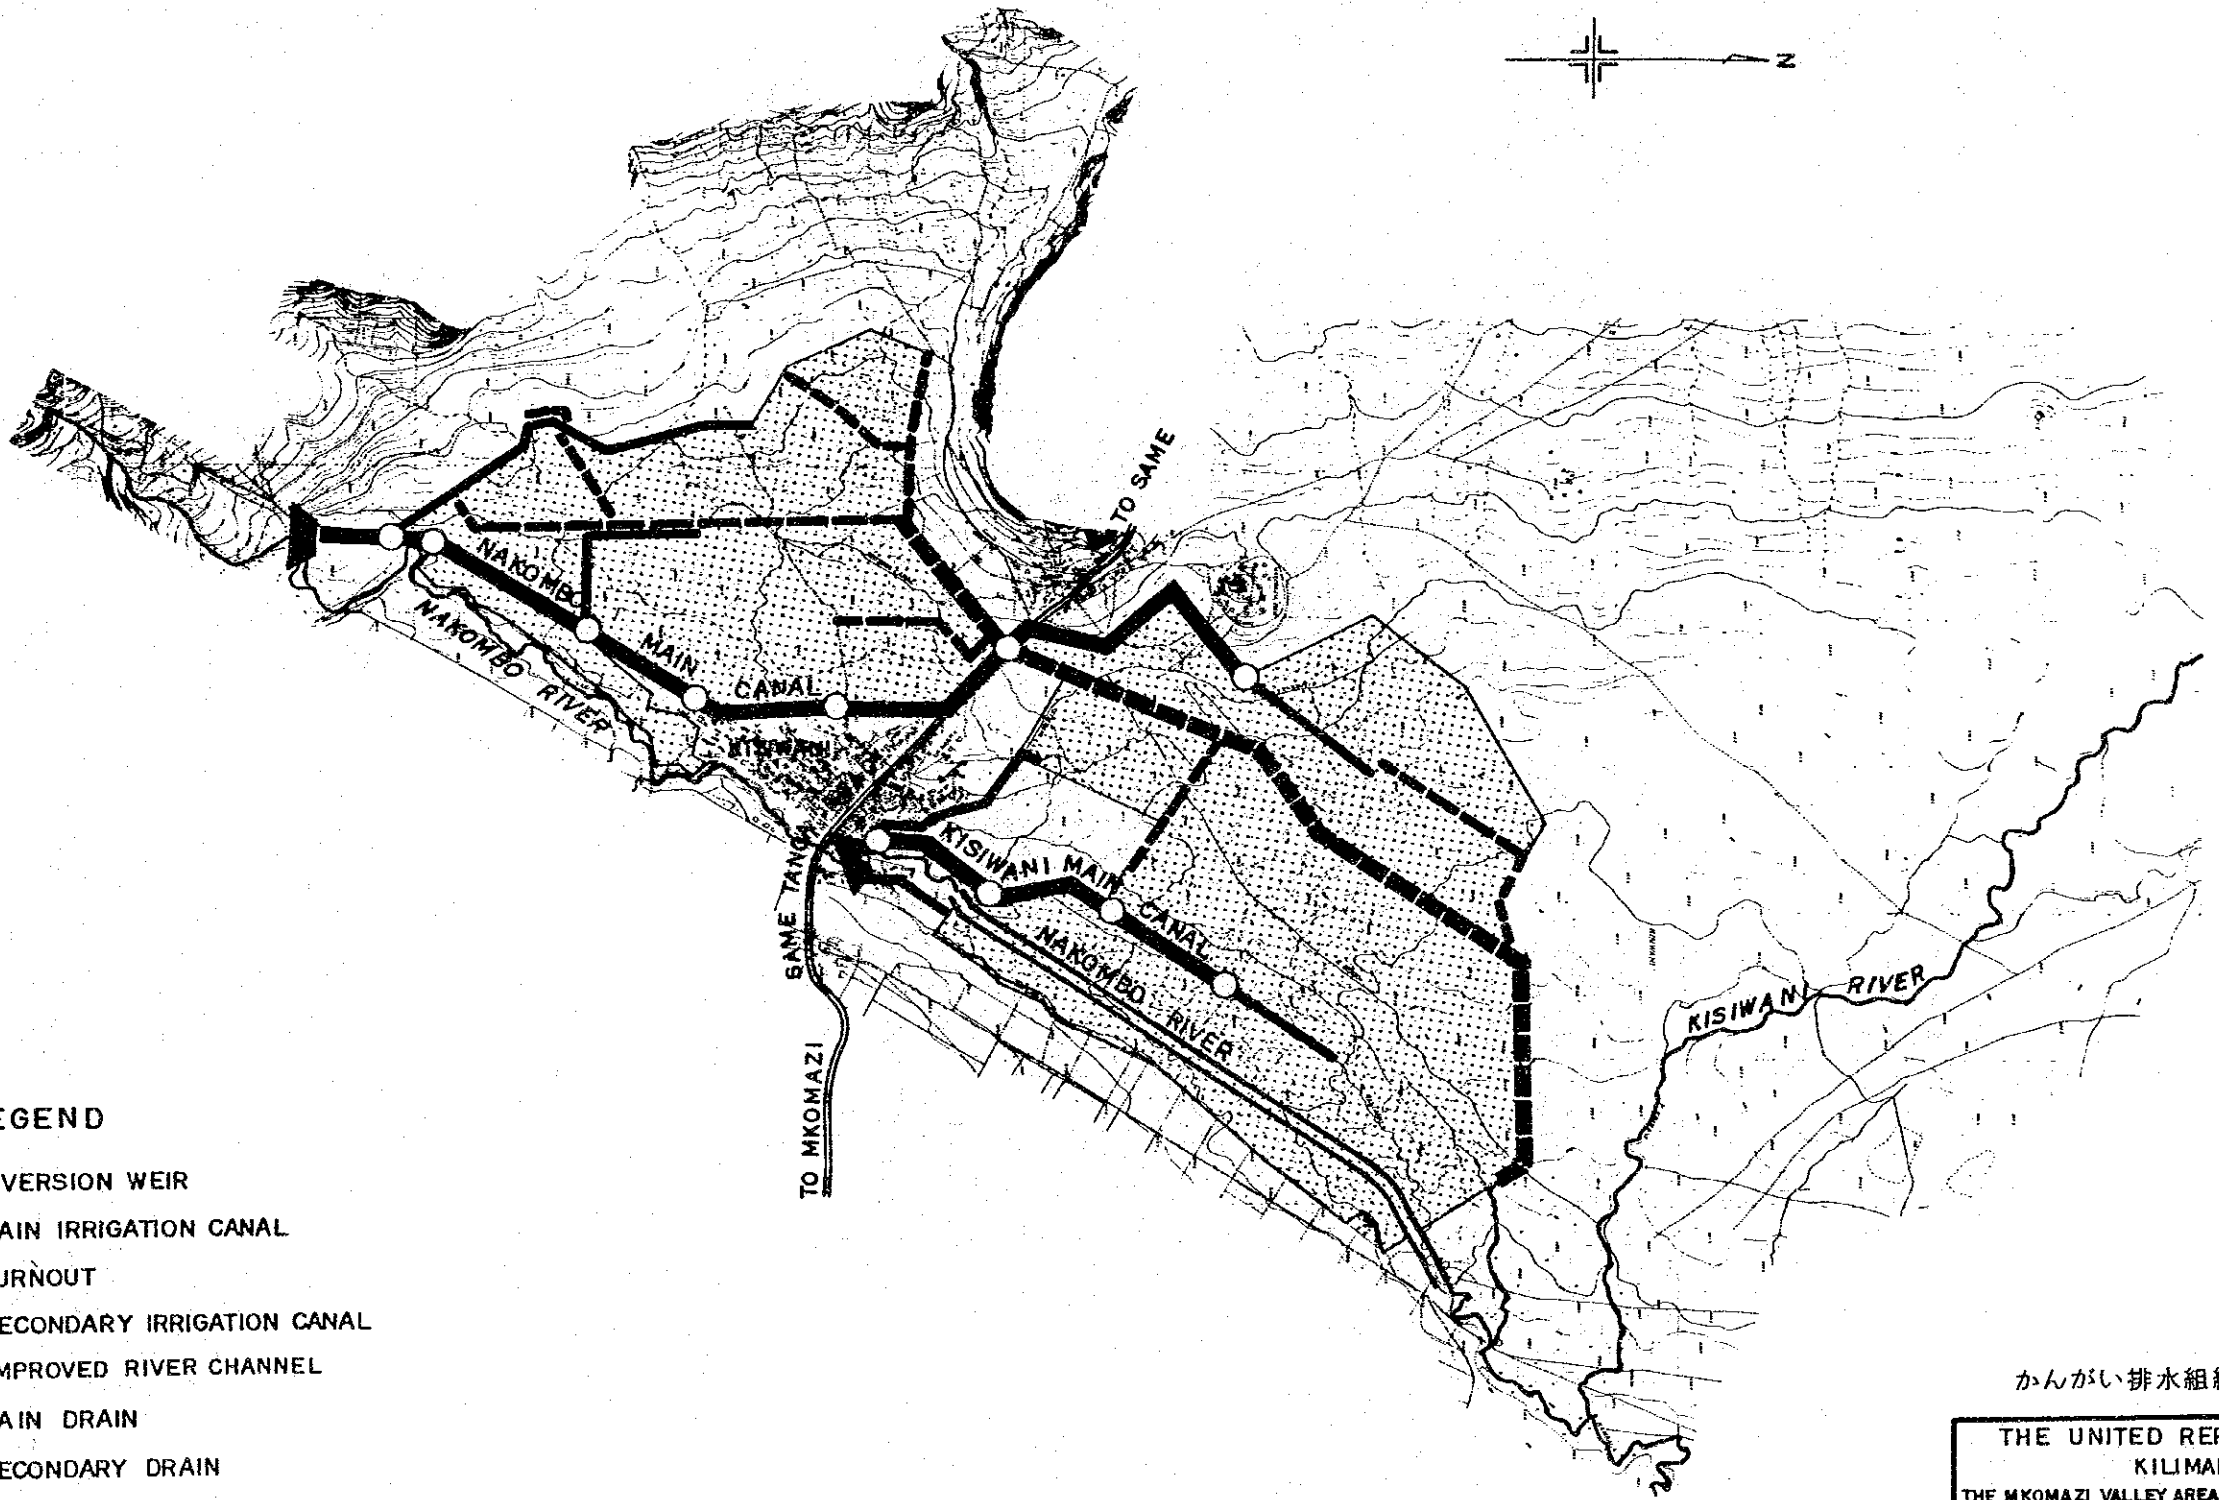 N
TO SAME
NAKOMBO MAIN CANAL
NAKOMBO RIVER
KISIWANI
SAME TANGA
KISIWANI MAIN CANAL
NAKOMBO RIVER
KISIWANI RIVER
TO MKOMAZI
EGEND
VERSION WEIR
AIN IRRIGATION CANAL
URNOUT
ECONDARY IRRIGATION CANAL
MPROVED RIVER CHANNEL
AIN DRAIN
ECONDARY DRAIN
かんがい排水組
THE UNITED REP
KILIMA
THE MKOMAZI VALLEY AREA